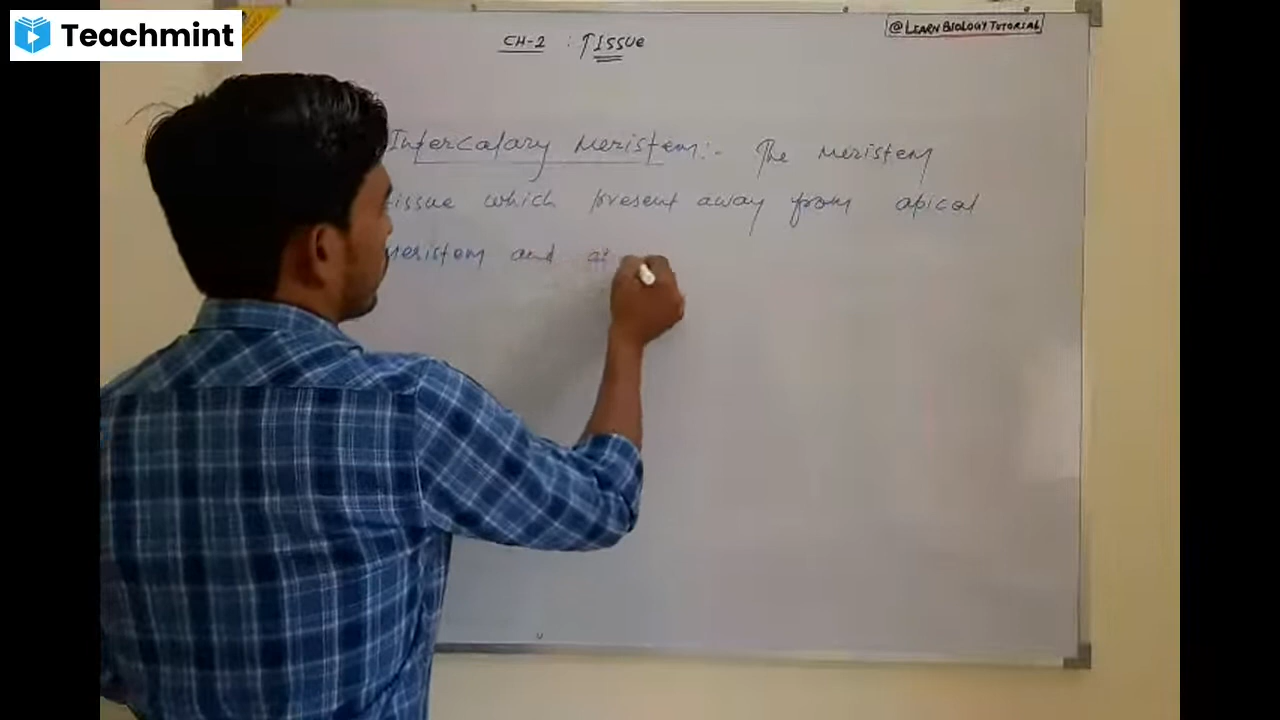 Teachmint
@LEARN BIOLOGY TUTORIAL
CH-2 : TISSUE
Intercalary Meristem:- The meristem
tissue which present away from apical
meristem and